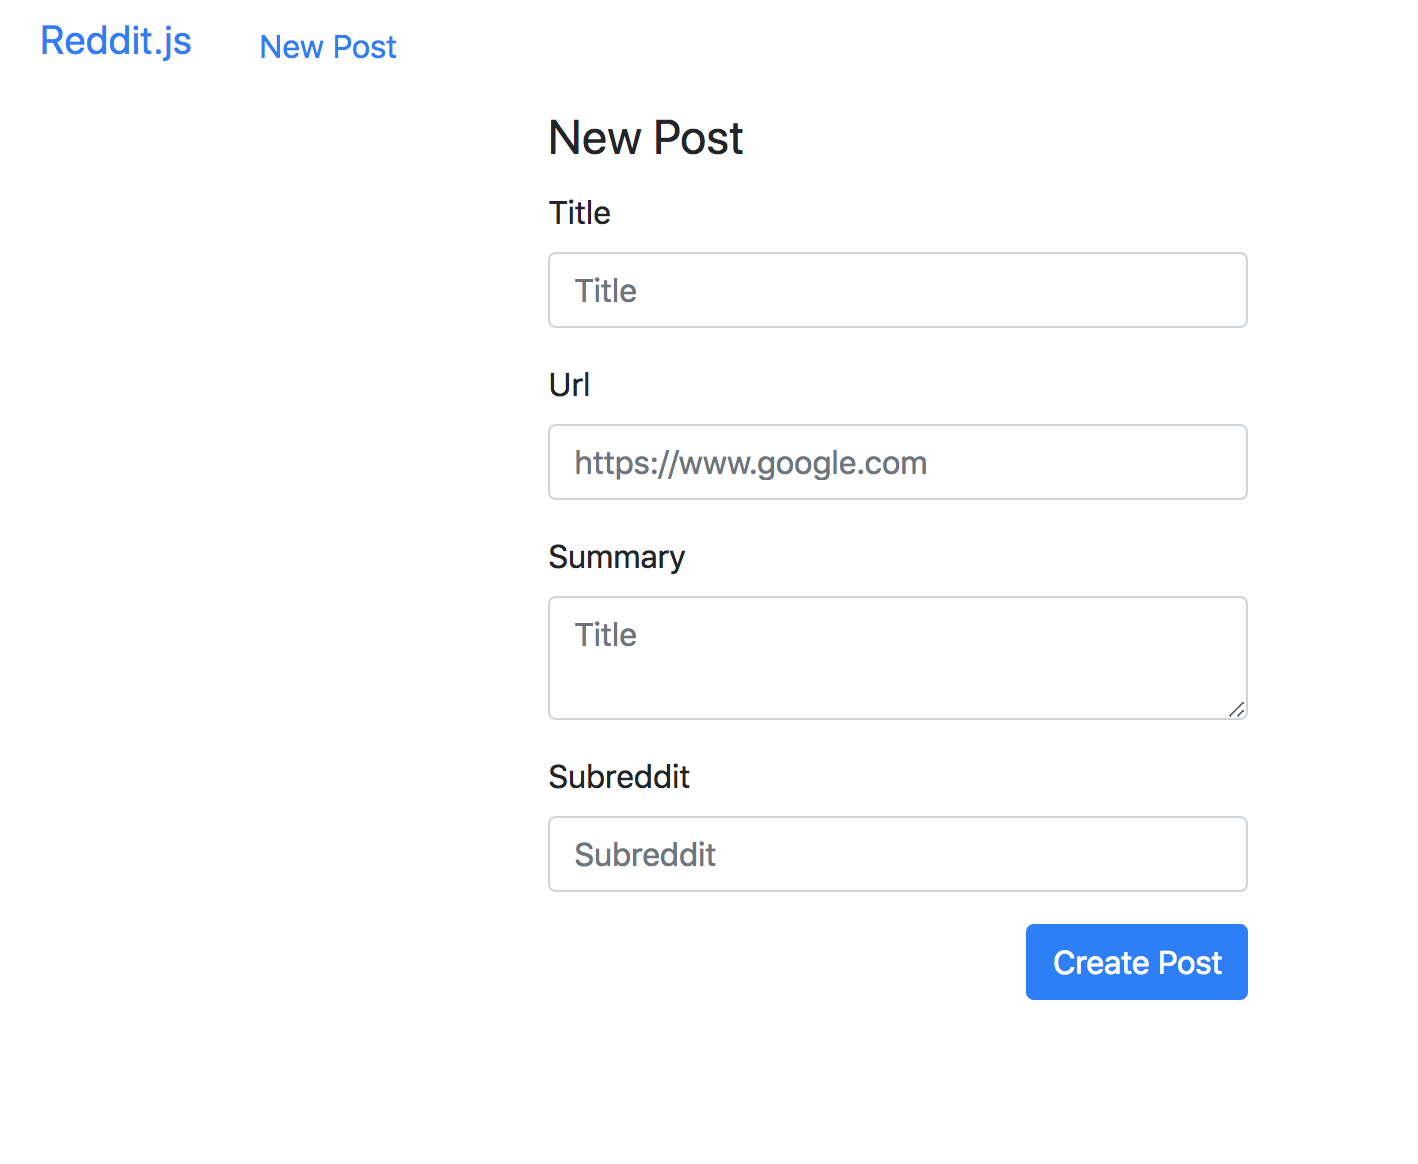 Reddit.js New Post
New Post
Title
Title
Url
https://www.google.com
Summary
Title
Subreddit
Subreddit
Create Post